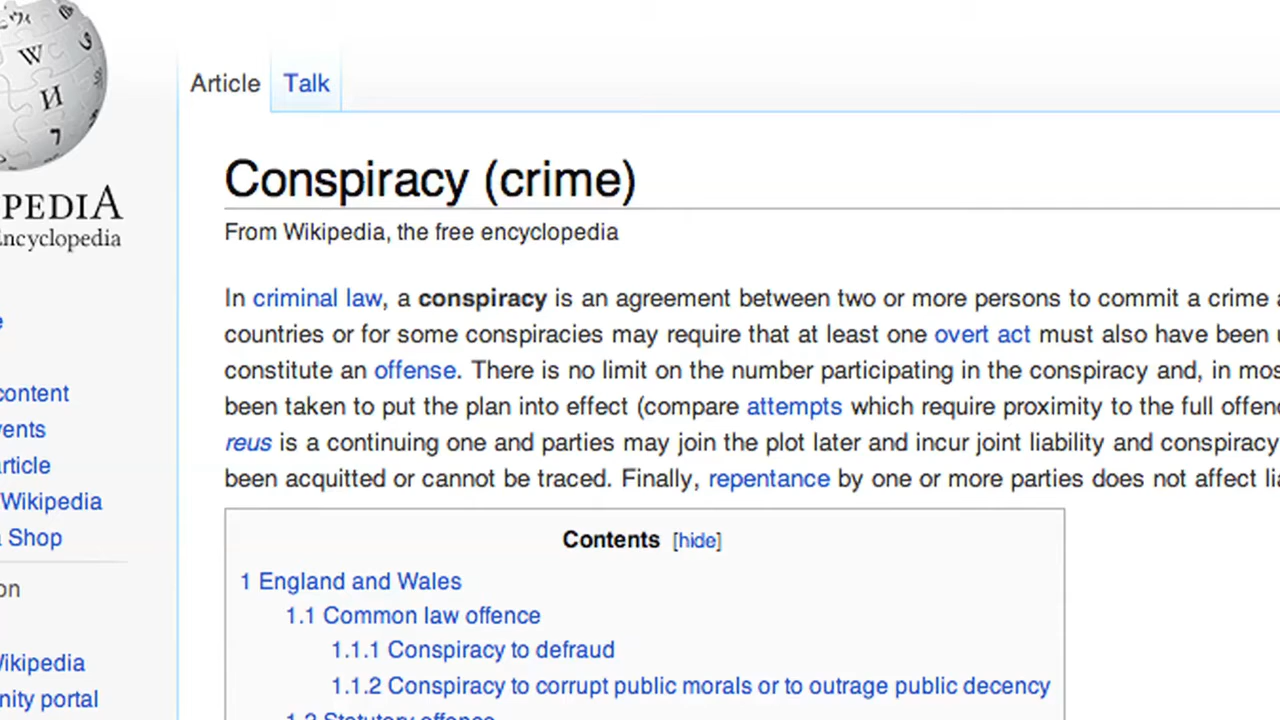 W
И
7
PEDIA
Encyclopedia
Article
Talk
Conspiracy (crime)
From Wikipedia, the free encyclopedia
In criminal law, a conspiracy is an agreement between two or more persons to commit a crime
countries or for some conspiracies may require that at least one overt act must also have been
constitute an offense. There is no limit on the number participating in the conspiracy and, in
been taken to put the plan into effect (compare attempts which require proximity to the full
reus is a continuing one and parties may join the plot later and incur joint liability and conspiracy
been acquitted or cannot be traced. Finally, repentance by one or more parties does not affect
content
Wikipedia
Shop
nity portal
Contents [hide]
1 England and Wales
1.1 Common law offence
1.1.1 Conspiracy to defraud
1.1.2 Conspiracy to corrupt public morals or to outrage public decency
1.2 Statutory offence